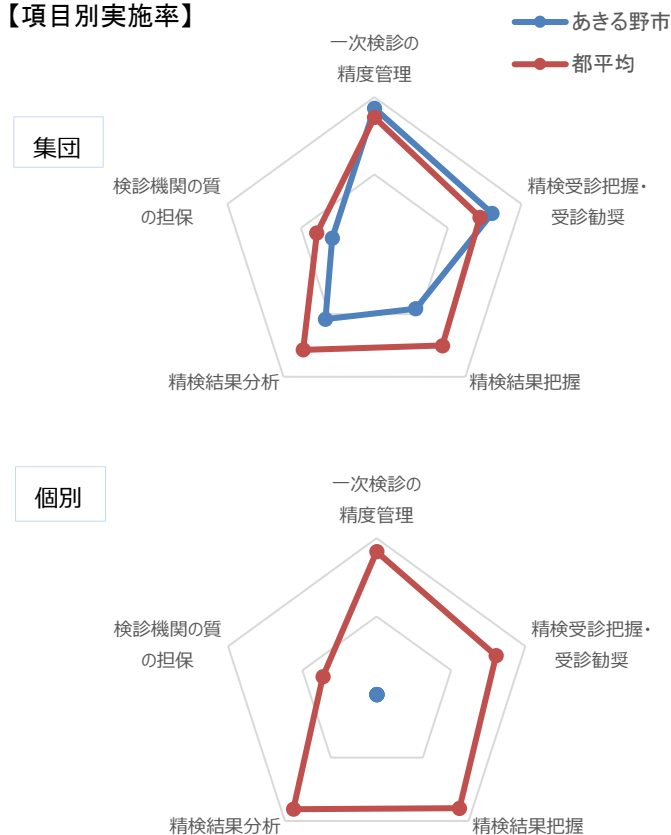 【項目別実施率】
あきる野市
都平均
集団
一次検診の
精度管理
精検受診把握・
受診勧奨
精検結果把握
精検結果分析
検診機関の質
の担保
個別
一次検診の
精度管理
精検受診把握・
受診勧奨
精検結果把握
精検結果分析
検診機関の質
の担保